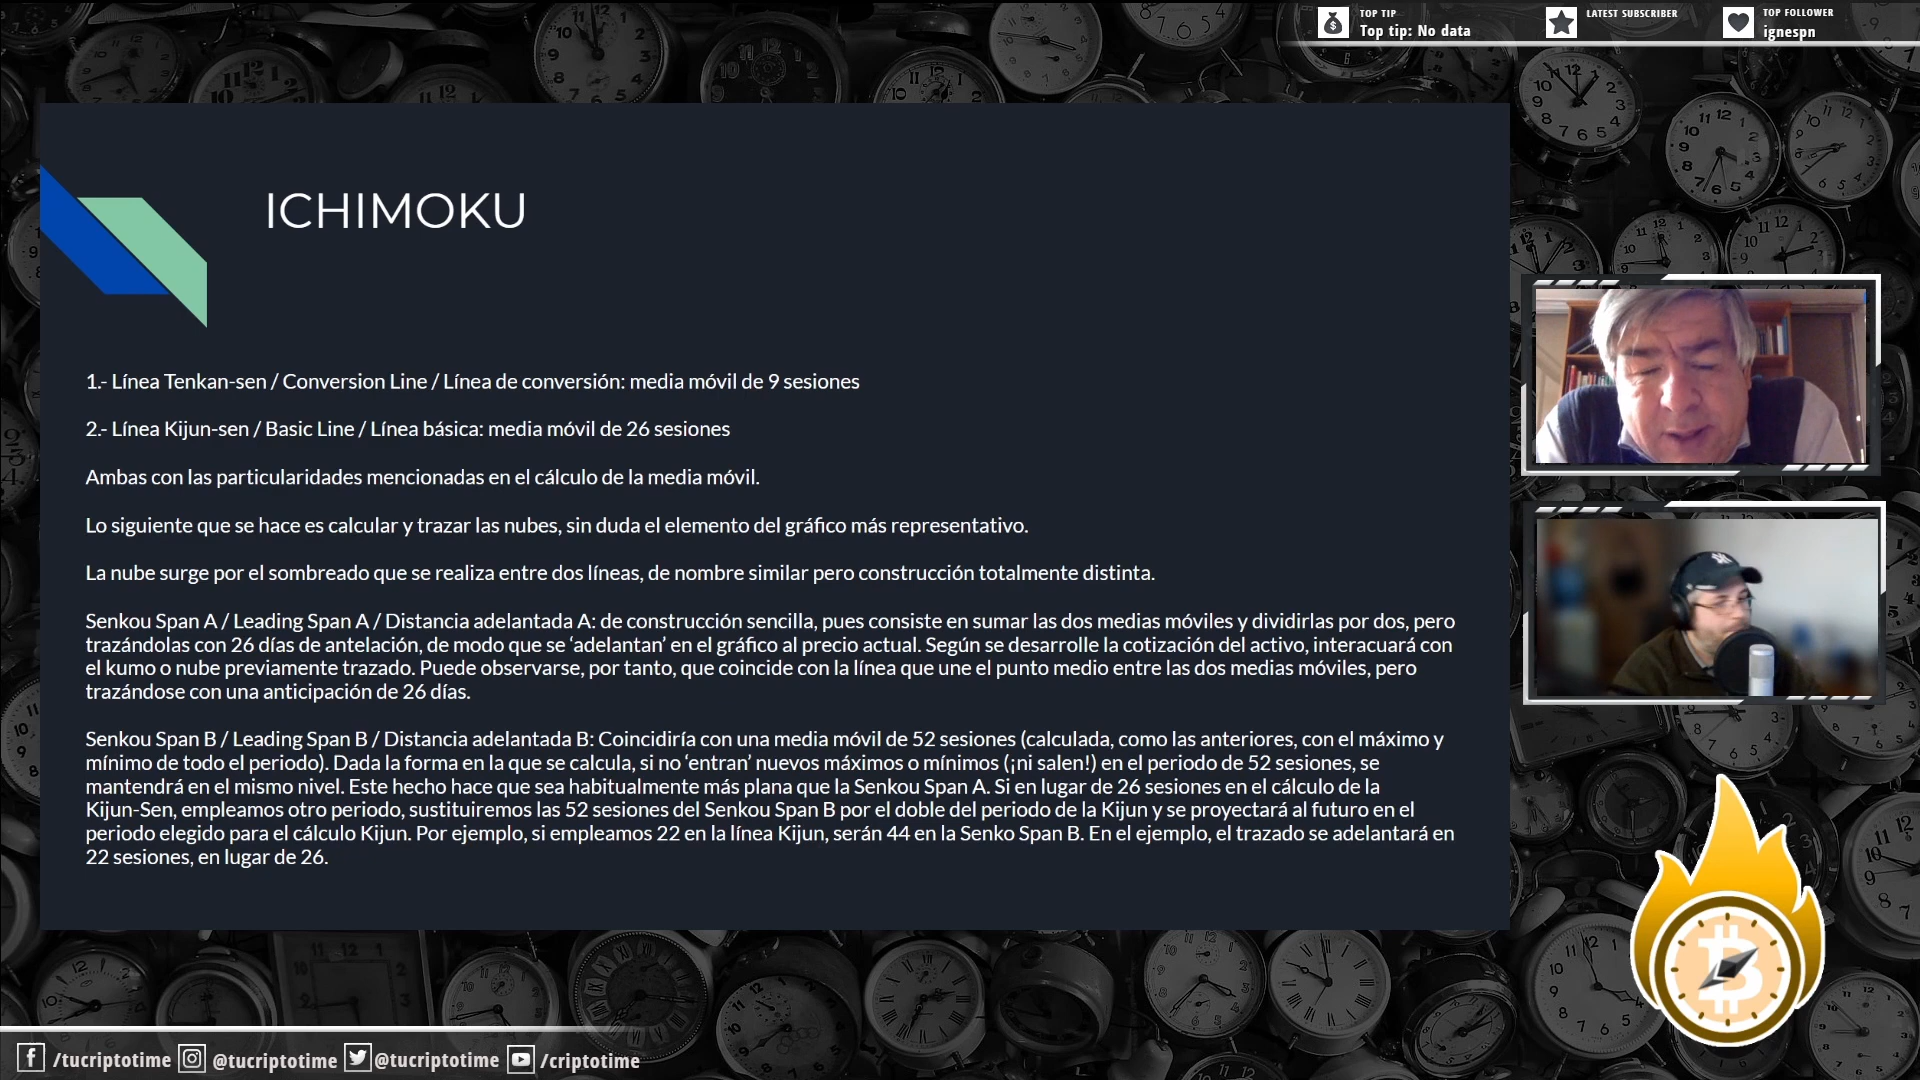 TOP TIP
Top tip: No data
LATEST SUBSCRIBER
TOP FOLLOWER
ignespn
ICHIMOKU
1.- Línea Tenkan-sen / Conversion Line / Línea de conversión: media móvil de 9 sesiones
2.- Línea Kijun-sen / Basic Line / Línea básica: media móvil de 26 sesiones
Ambas con las particularidades mencionadas en el cálculo de la media móvil.
Lo siguiente que se hace es calcular y trazar las nubes, sin duda el elemento del gráfico más representativo.
La nube surge por el sombreado que se realiza entre dos líneas, de nombre similar pero construcción totalmente distinta.
Senkou Span A / Leading Span A / Distancia adelantada A: de construcción sencilla, pues consiste en sumar las dos medias móviles y dividirlas por dos, pero
trazándolas con 26 días de antelación, de modo que se ‘adelantan’ en el gráfico al precio actual. Según se desarrolle la cotización del activo, interacuará con
el kumo o nube previamente trazado. Puede observarse, por tanto, que coincide con la línea que une el punto medio entre las dos medias móviles, pero
trazándose con una anticipación de 26 días.
Senkou Span B / Leading Span B / Distancia adelantada B: Coincidiría con una media móvil de 52 sesiones (calculada, como las anteriores, con el máximo y
mínimo de todo el periodo). Dada la forma en la que se calcula, si no ‘entran’ nuevos máximos o mínimos (¡ni salen!) en el periodo de 52 sesiones, se
mantendrá en el mismo nivel. Este hecho hace que sea habitualmente más plana que la Senkou Span A. Si en lugar de 26 sesiones en el cálculo de la
Kijun-Sen, empleamos otro periodo, sustituiremos las 52 sesiones del Senkou Span B por el doble del periodo de la Kijun y se proyectará al futuro en el
periodo elegido para el cálculo Kijun. Por ejemplo, si empleamos 22 en la línea Kijun, serán 44 en la Senko Span B. En el ejemplo, el trazado se adelantará en
22 sesiones, en lugar de 26.
/tucriptotime @tucriptotime @tucriptotime /criptotime